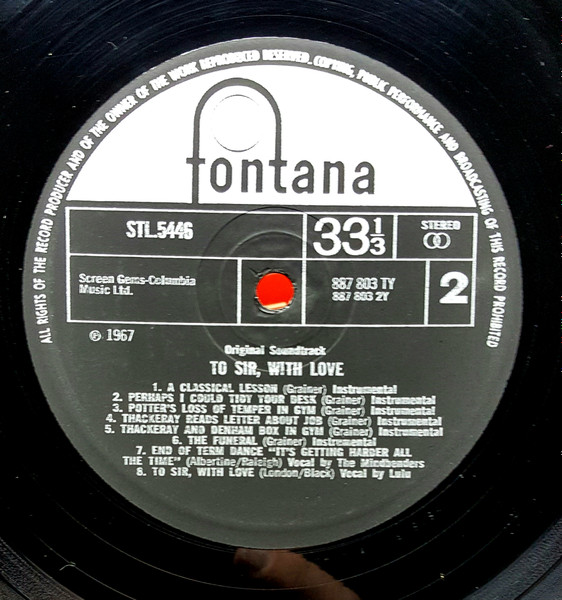 ALL RIGHTS OF THE RECORD PRODUCER AND OF THE OWNER OF THE WORK REPRODUCED RESERVED. COPYING, PUBLIC PERFORMANCE AND BROADCASTING OF THIS RECORD PROHIBITED
fontana
STL.5446
33 1/3
STEREO
Screen Gems-Columbia
Music Ltd.
887 803 TY
887 803 2Y
2
℗ 1967
Original Soundtrack
TO SIR, WITH LOVE
1. A CLASSICAL LESSON (Grainer) Instrumental
2. PERHAPS I COULD TIDY YOUR DESK (Grainer) Instrumental
3. POTTER'S LOSS OF TEMPER IN GYM (Grainer) Instrumental
4. THACKERAY READS LETTER ABOUT JOB (Grainer) Instrumental
5. THACKERAY AND DENHAM BOX IN GYM (Grainer) Instrumental
6. THE FUNERAL (Grainer) Instrumental
7. END OF TERM DANCE "IT'S GETTING HARDER ALL
THE TIME" (Albertine/Raleigh) Vocal by The Mindbenders
8. TO SIR, WITH LOVE (London/Black) Vocal by Lulu